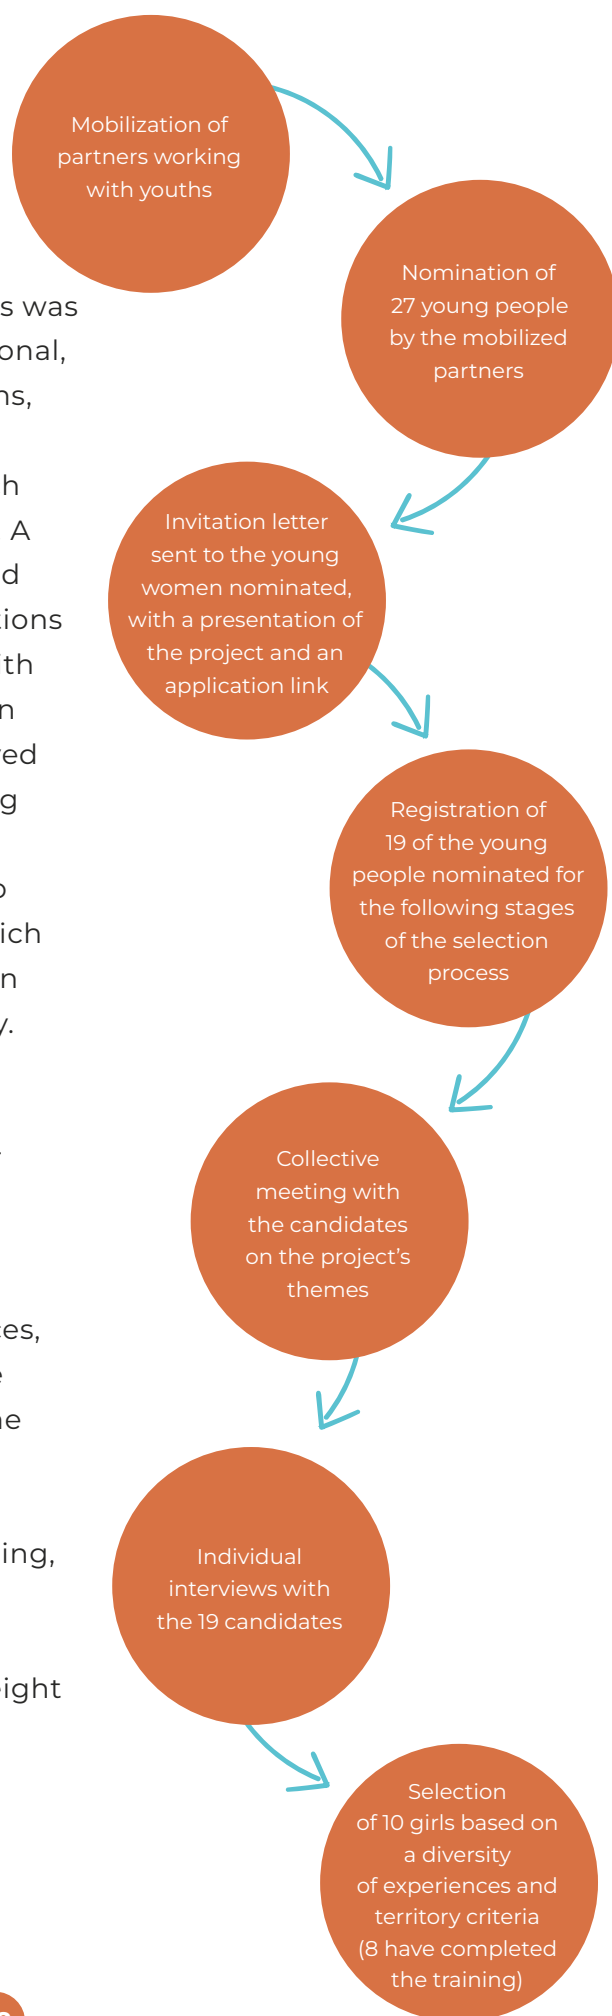 Mobilization of
partners working
with youths
Nomination of
27 young people
by the mobilized
partners
Invitation letter
sent to the young
women nominated,
with a presentation of
the project and an
application link
Registration of
19 of the young
people nominated for
the following stages
of the selection
process
Collective
meeting with
the candidates
on the project's
themes
Individual
interviews with
the 19 candidates
Selection
of 10 girls based on
a diversity
of experiences and
territory criteria
(8 have completed
the training)
was
A